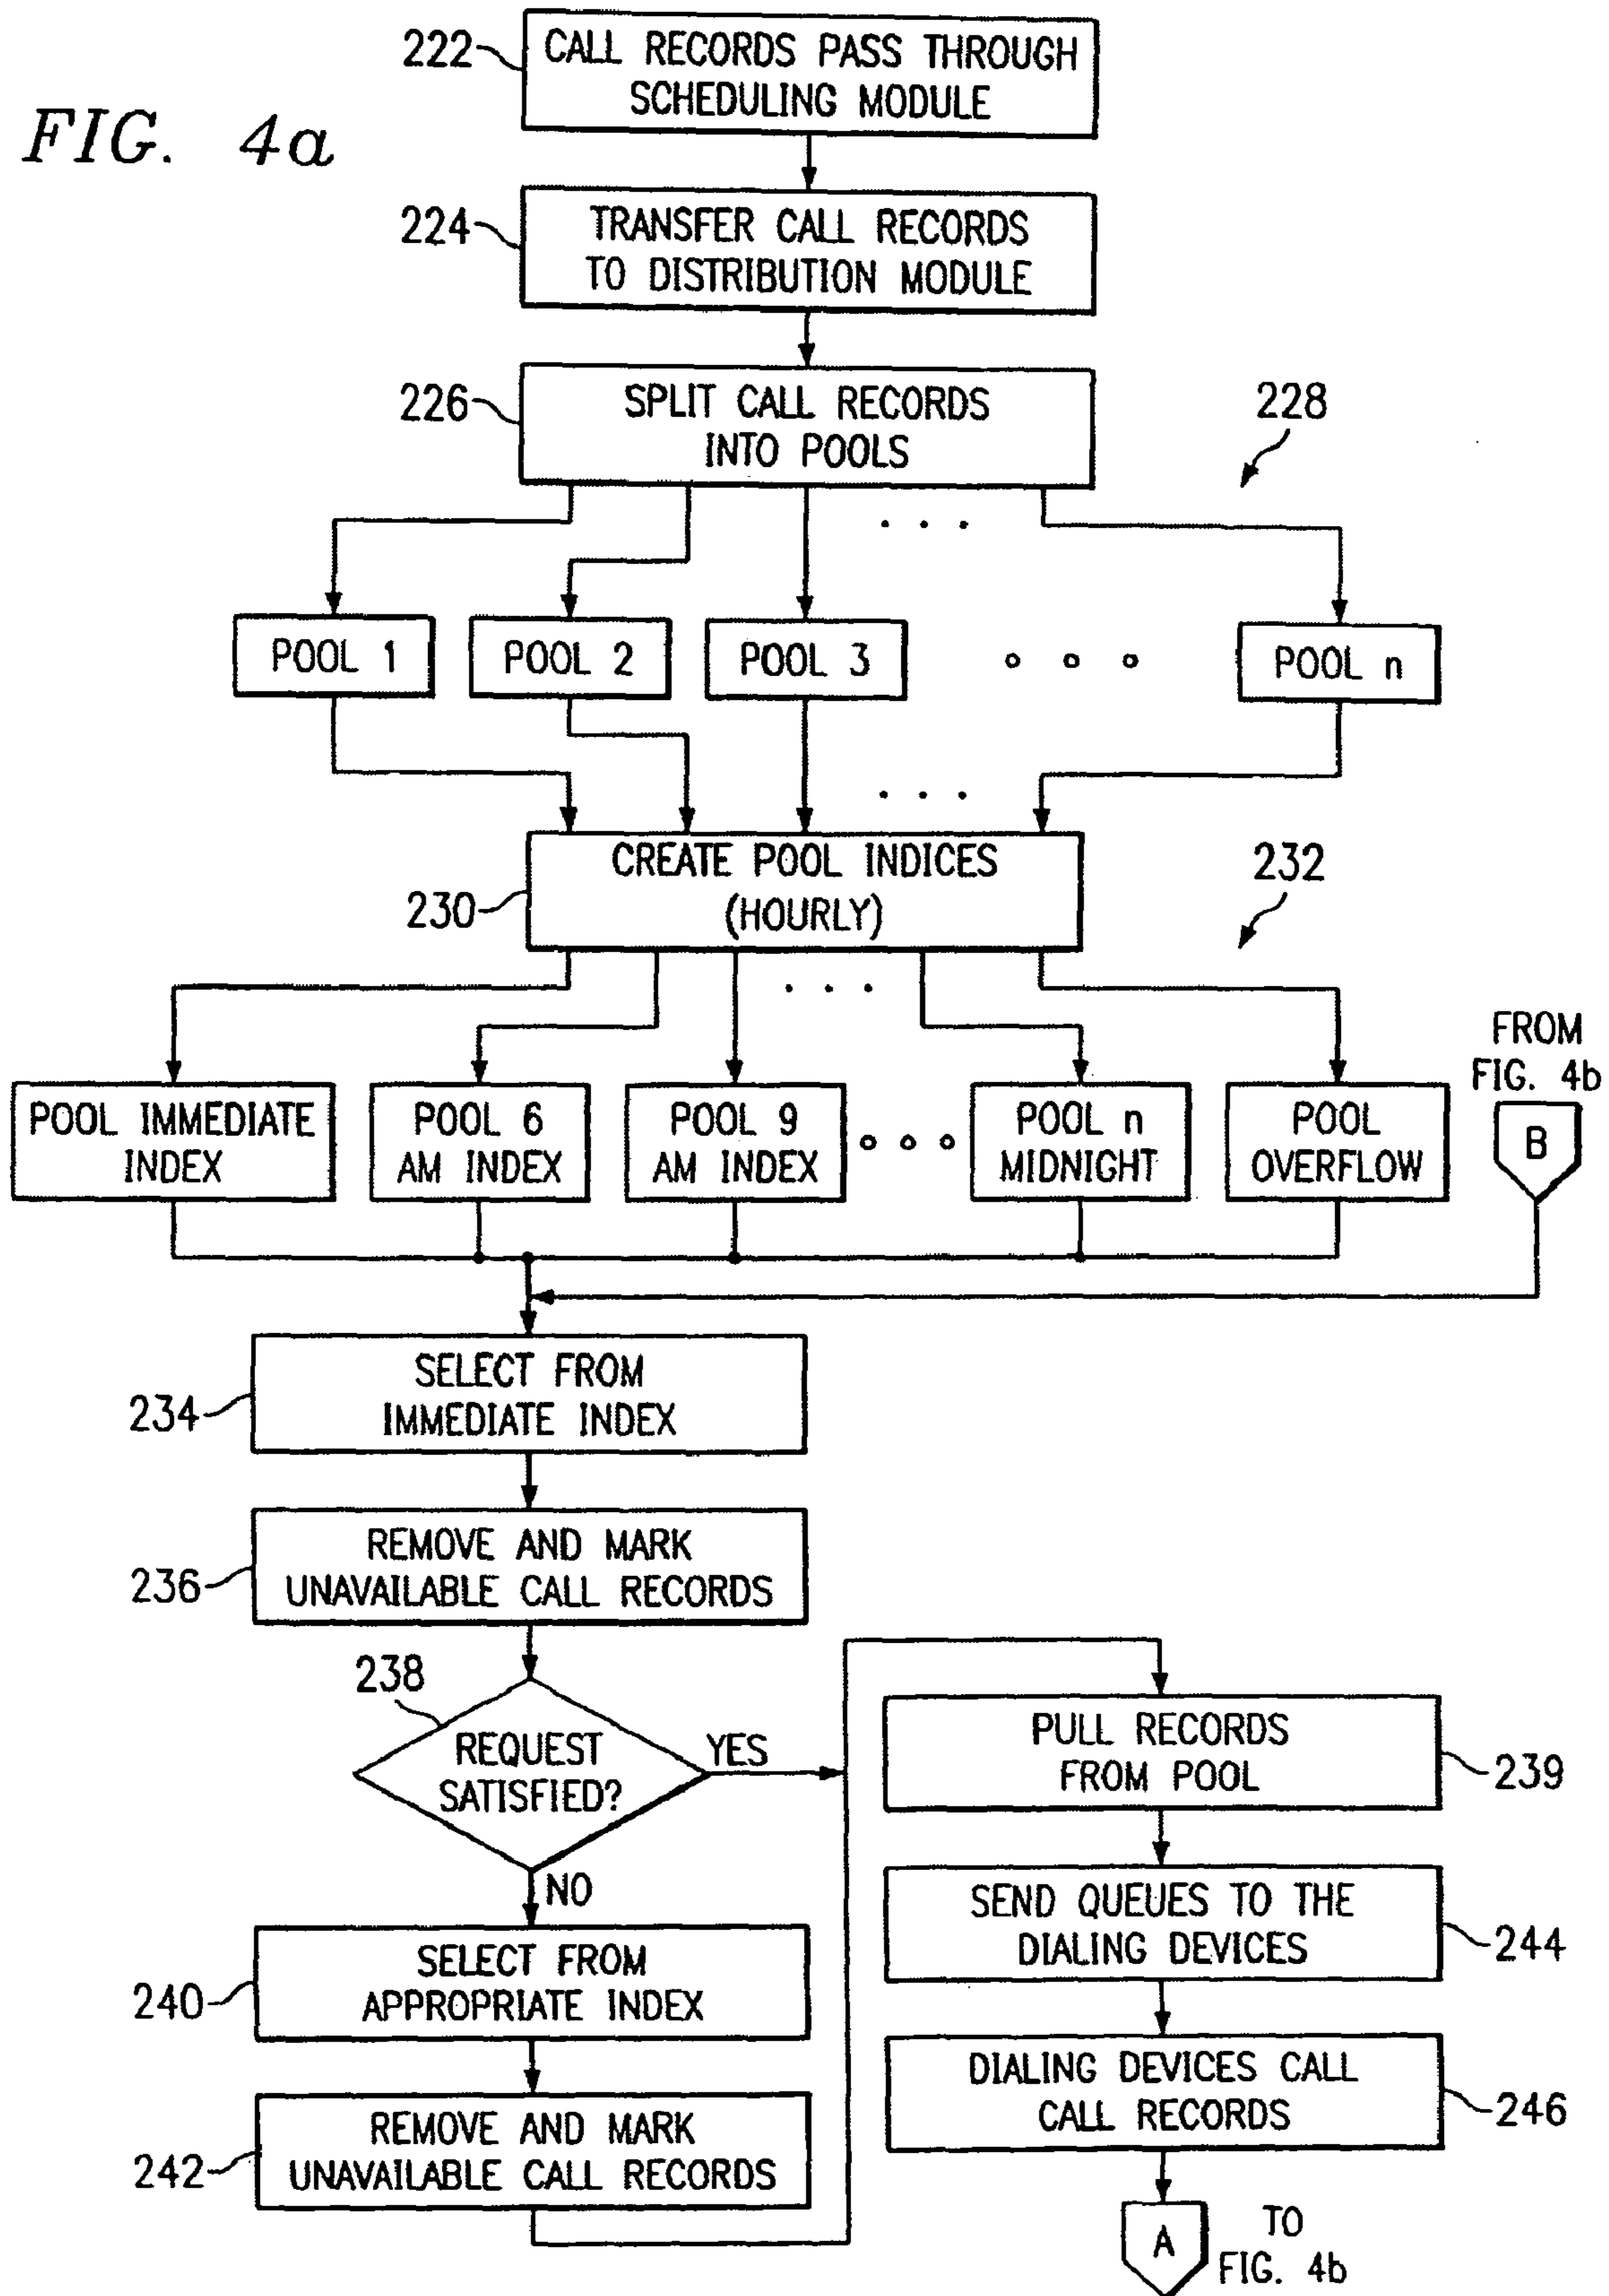 FIG. 4a
222
CALL RECORDS PASS THROUGH
SCHEDULING MODULE
224
TRANSFER CALL RECORDS
TO DISTRIBUTION MODULE
226
SPLIT CALL RECORDS
INTO POOLS
228
POOL 1
POOL 2
POOL 3
POOL n
230
CREATE POOL INDICES
(HOURLY)
232
POOL IMMEDIATE
INDEX
POOL 6
AM INDEX
POOL 9
AM INDEX
POOL n
MIDNIGHT
POOL
OVERFLOW
FROM
FIG. 4b
B
234
SELECT FROM
IMMEDIATE INDEX
236
REMOVE AND MARK
UNAVAILABLE CALL RECORDS
238
REQUEST
SATISFIED?
YES
NO
240
SELECT FROM
APPROPRIATE INDEX
242
REMOVE AND MARK
UNAVAILABLE CALL RECORDS
PULL RECORDS
FROM POOL
239
SEND QUEUES TO THE
DIALING DEVICES
244
DIALING DEVICES CALL
CALL RECORDS
246
A
TO
FIG. 4b